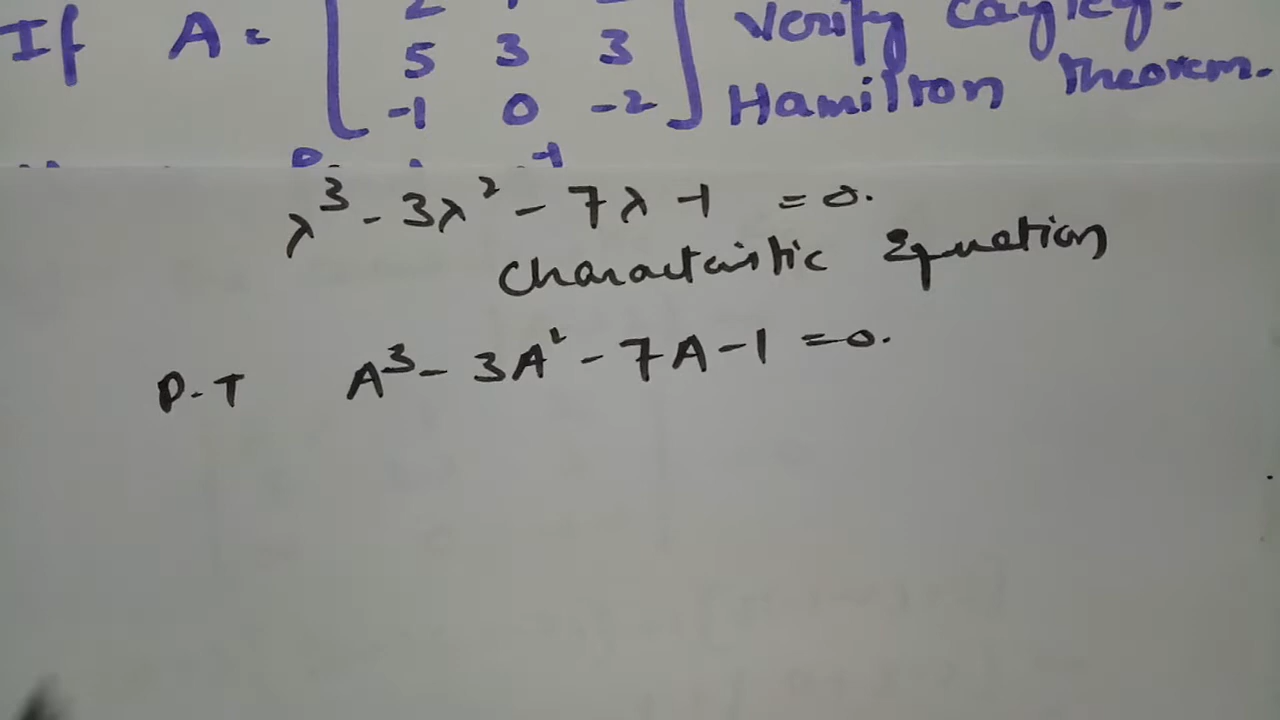 If A = [ 5 3 3 Verify Cayley-
-1 0 -2 ] Hamilton Theorem.
λ³ - 3λ² - 7λ - 1 = 0.
Charactaistic Equation
P.T A³ - 3A² - 7A - 1 = 0.